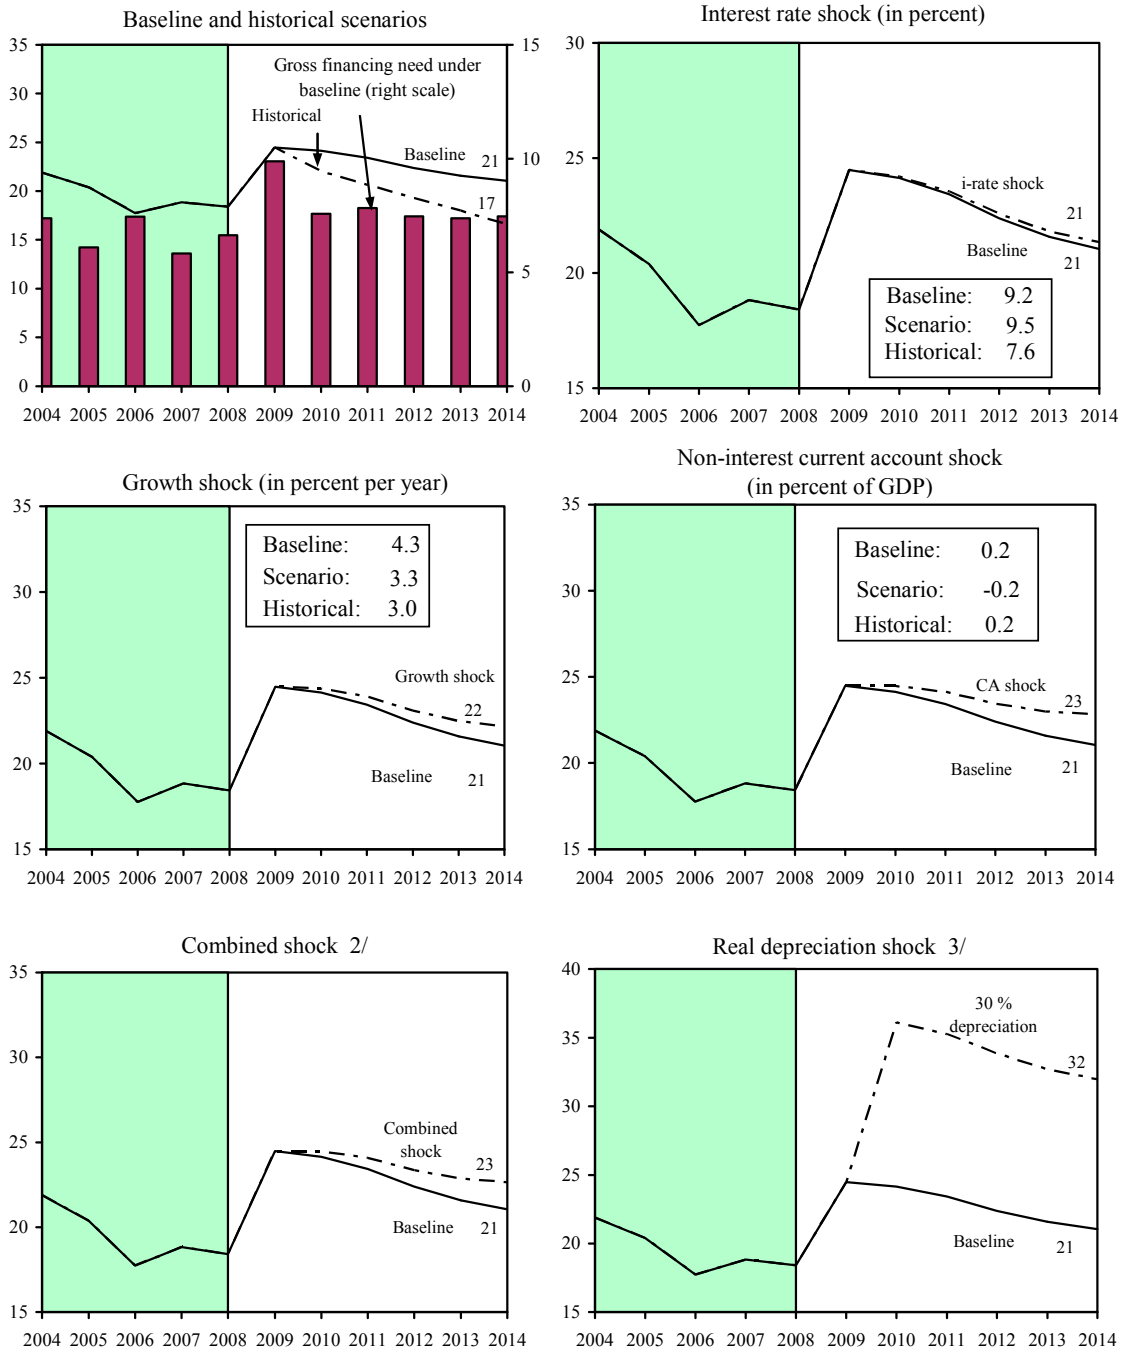 Baseline and historical scenarios
35
30
25
20
15
10
5
0
15
10
5
0
Gross financing need under
baseline (right scale)
Historical
Baseline
21
17
2004 2005 2006 2007 2008 2009 2010 2011 2012 2013 2014
Interest rate shock (in percent)
30
25
20
15
i-rate shock
21
Baseline
21
Baseline: 9.2
Scenario: 9.5
Historical: 7.6
2004 2005 2006 2007 2008 2009 2010 2011 2012 2013 2014
Growth shock (in percent per year)
35
30
25
20
15
Baseline: 4.3
Scenario: 3.3
Historical: 3.0
Growth shock
22
Baseline 21
2004 2005 2006 2007 2008 2009 2010 2011 2012 2013 2014
Non-interest current account shock
(in percent of GDP)
35
30
25
20
15
Baseline: 0.2
Scenario: -0.2
Historical: 0.2
CA shock
23
Baseline 21
2004 2005 2006 2007 2008 2009 2010 2011 2012 2013 2014
Combined shock 2/
35
30
25
20
15
Combined
shock
23
Baseline 21
2004 2005 2006 2007 2008 2009 2010 2011 2012 2013 2014
Real depreciation shock 3/
40
35
30
25
20
15
30 %
depreciation
32
Baseline 21
2004 2005 2006 2007 2008 2009 2010 2011 2012 2013 2014